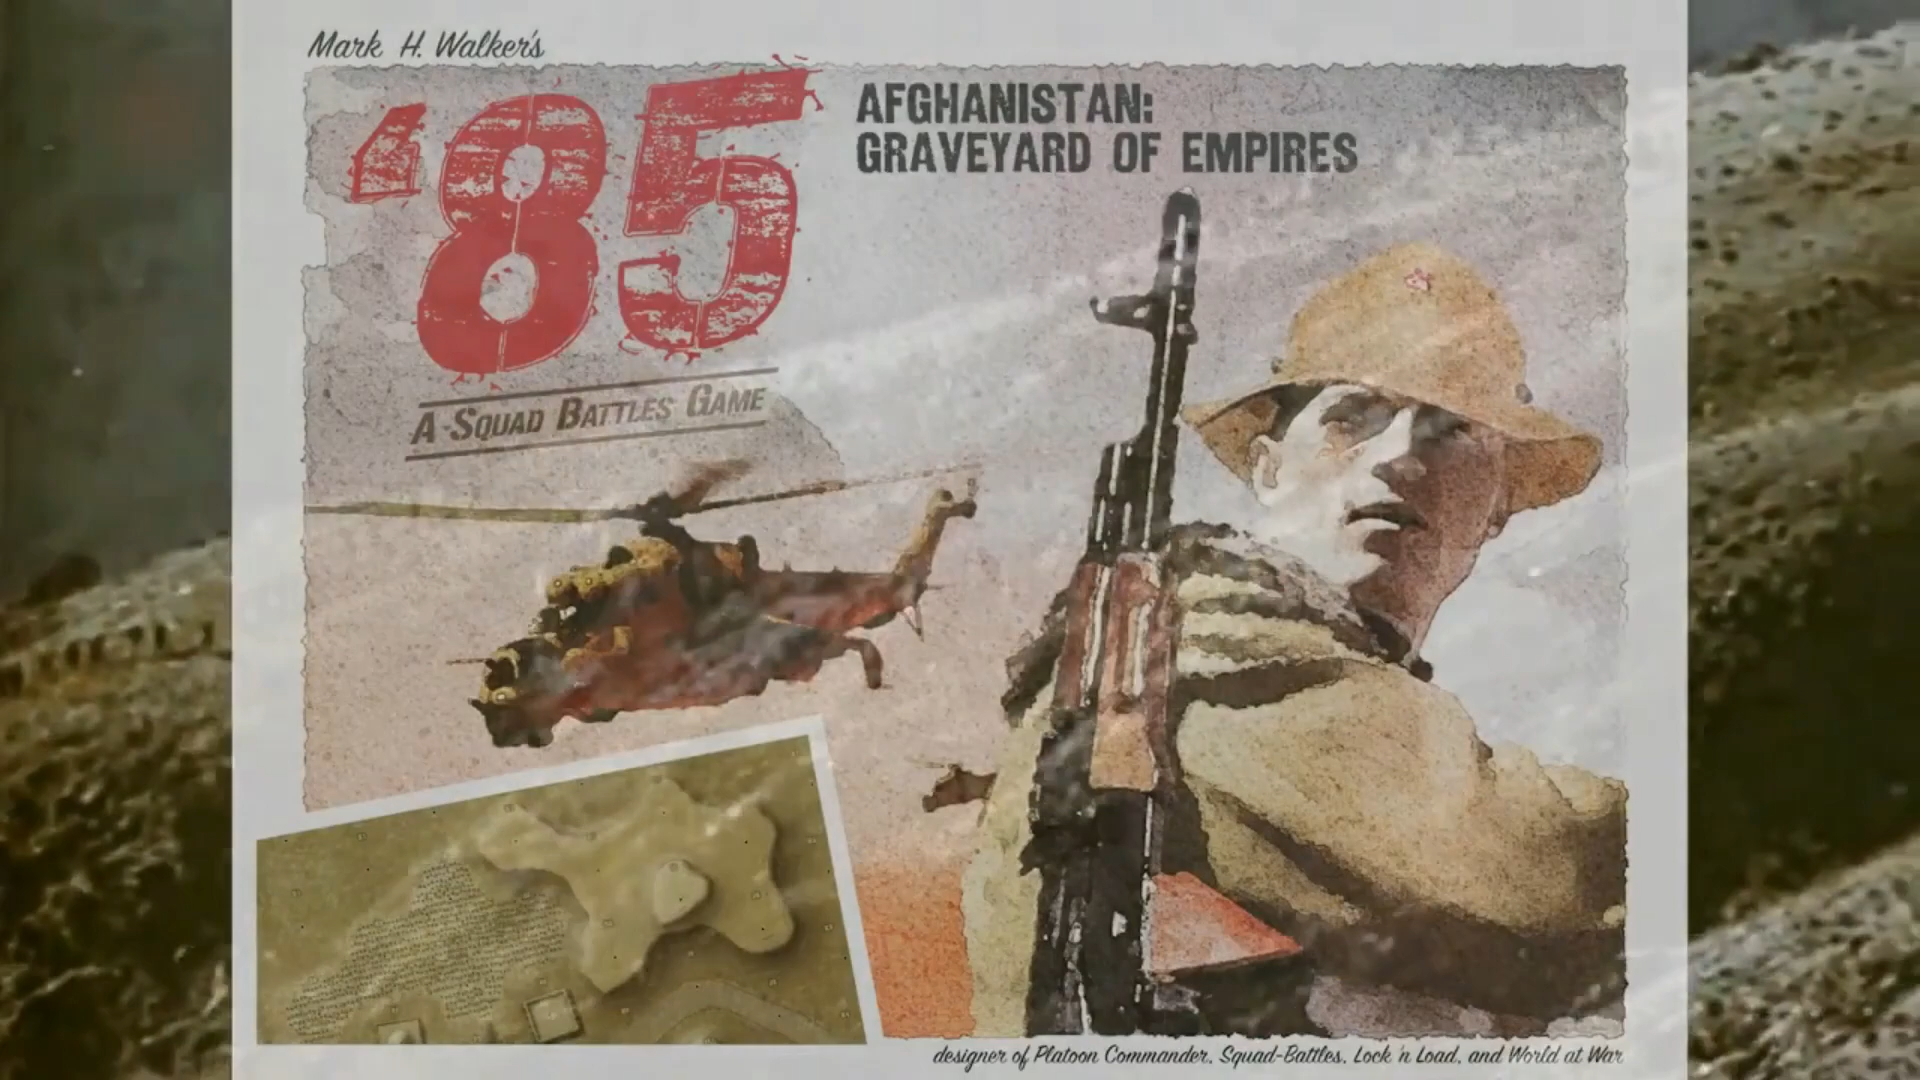 Mark H. Walker's
'85
AFGHANISTAN:
GRAVEYARD OF EMPIRES
A SQUAD BATTLES GAME
designer of Platoon Commander, Squad-Battles, Lock 'n Load, and World at War